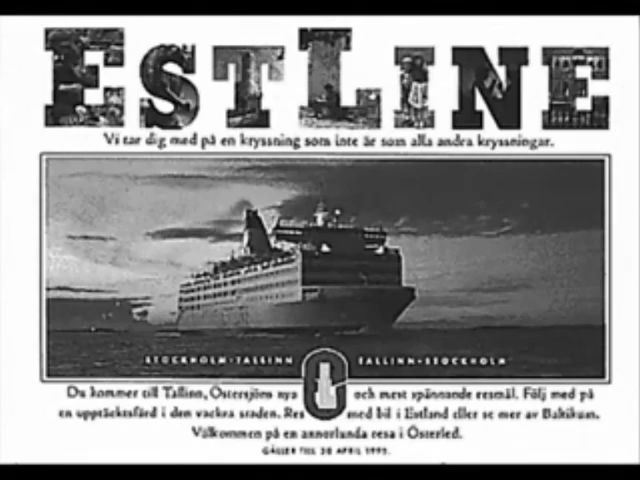 ESTLINE
Vi tar dig med på en kryssning som inte är som alla andra kryssningar.
STOCKHOLM·TALLINN TALLINN·STOCKHOLM
Du kommer till Tallinn, Östersjöns nya och mest spännande resmål. Följ med på
en upptäcktsfärd i den vackra staden. Res med bil i Estland eller se mer av Baltikum.
Välkommen på en annorlunda resa i Österled.
GÄLLER TILL 30 APRIL